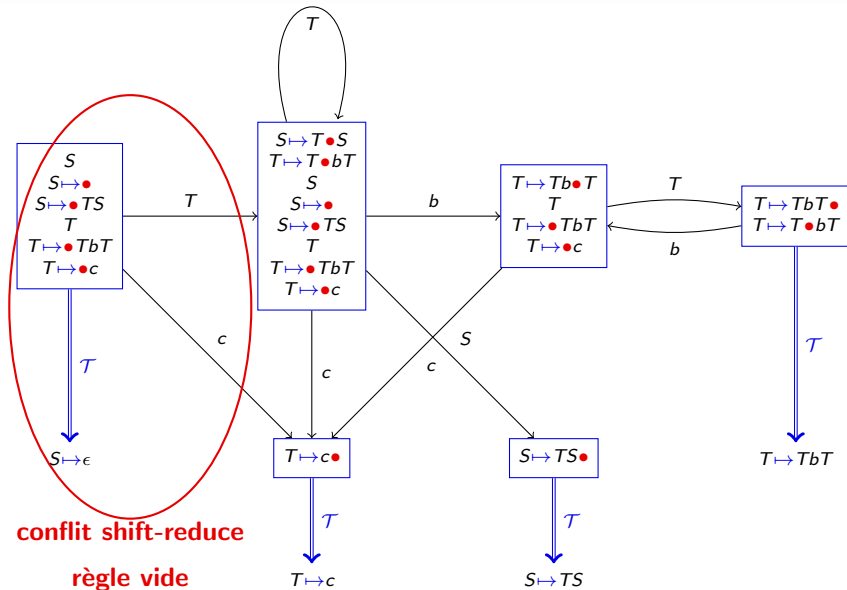 T
S
S↦●
S↦●TS
T
T↦●TbT
T↦●c
T
S↦T●S
T↦T●bT
S
S↦●
S↦●TS
T
T↦●TbT
T↦●c
b
T↦Tb●T
T
T↦●TbT
T↦●c
T
b
T↦TbT●
T↦T●bT
c
c
c
S
𝒯
𝒯
S↦ϵ
T↦c●
S↦TS●
T↦TbT
𝒯
𝒯
conflit shift-reduce
règle vide
T↦c
S↦TS